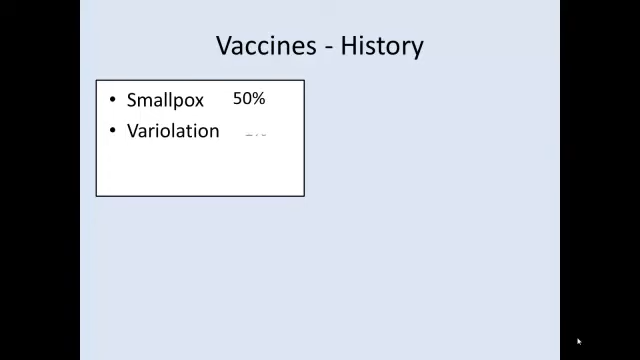 Vaccines - History
• Smallpox 50%
• Variolation